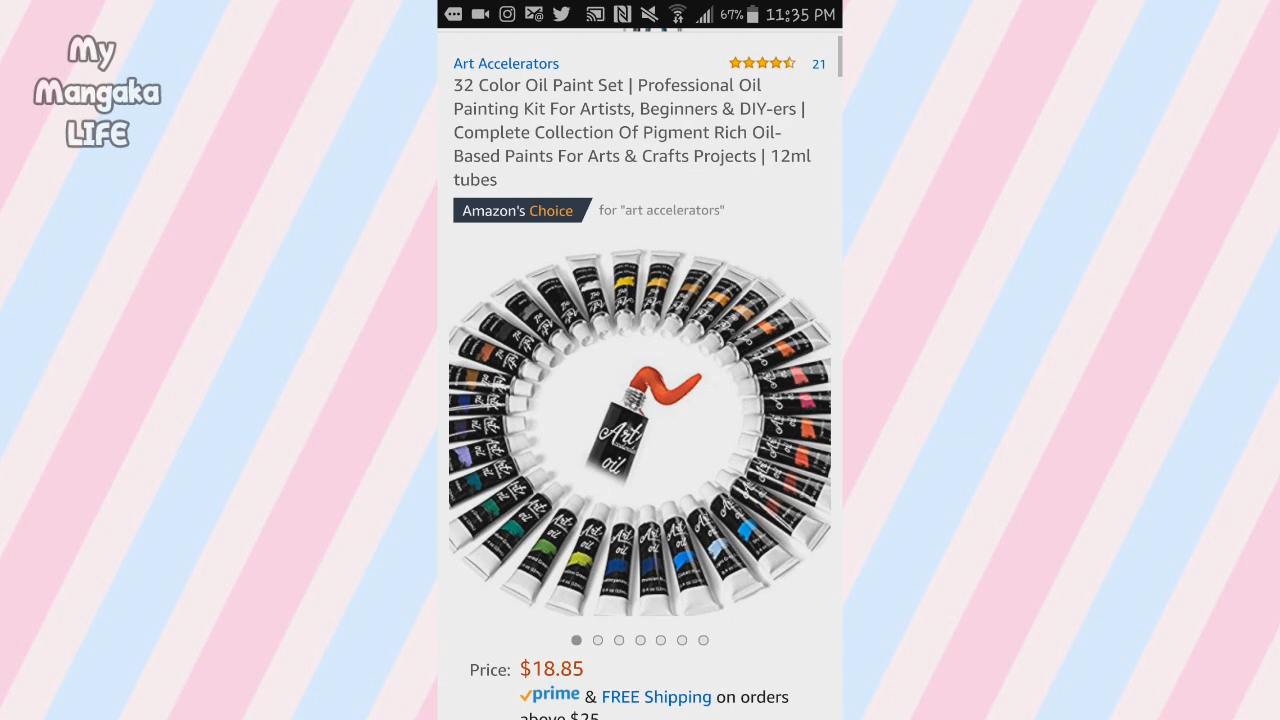 My
Mangaka
LIFE
67% 11:35 PM
Art Accelerators 21
32 Color Oil Paint Set | Professional Oil
Painting Kit For Artists, Beginners & DIY-ers |
Complete Collection Of Pigment Rich Oil-
Based Paints For Arts & Crafts Projects | 12ml
tubes
Amazon's Choice for "art accelerators"
Art
oil
Price: $18.85
prime & FREE Shipping on orders
above $25